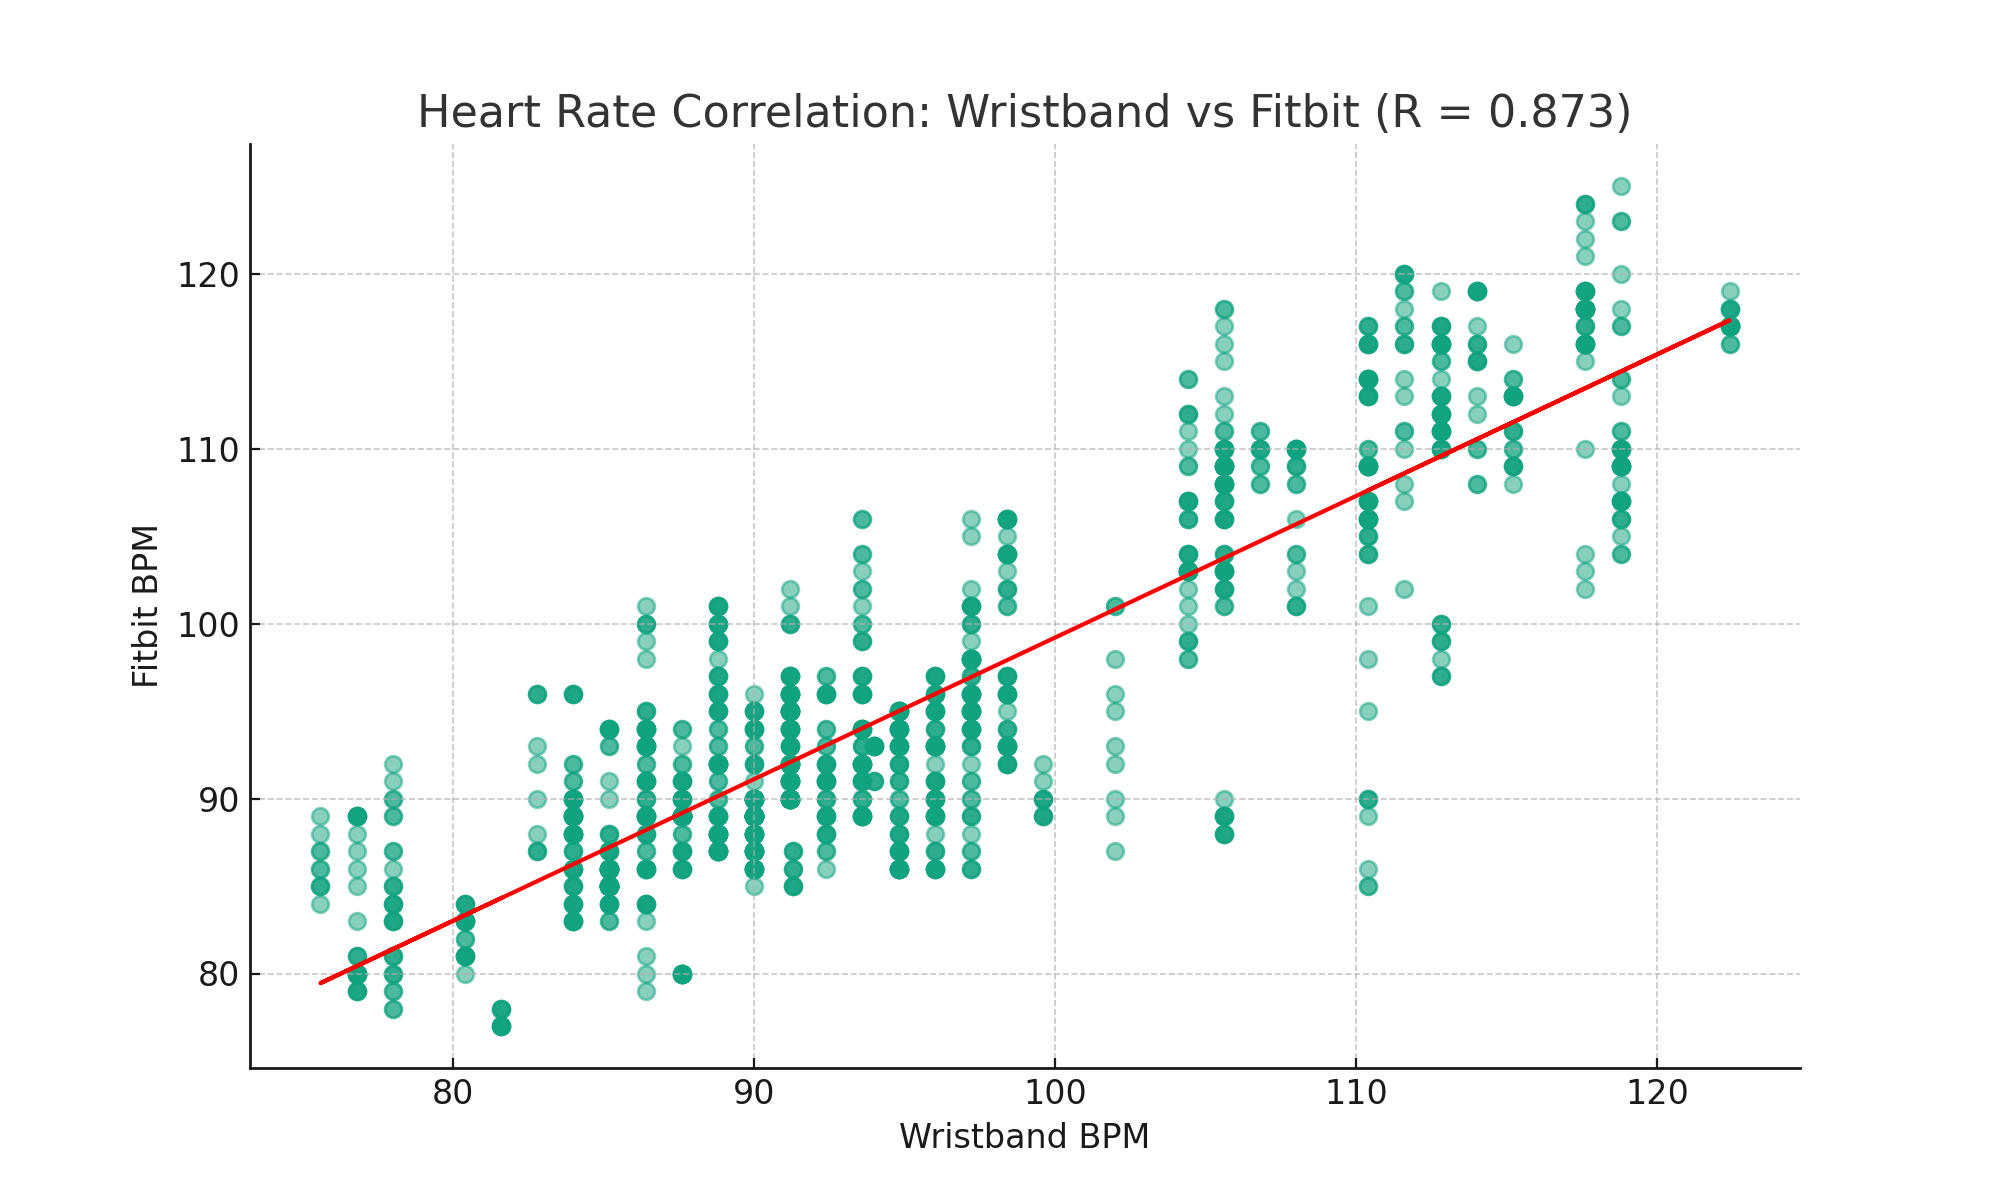 Heart Rate Correlation: Wristband vs Fitbit (R = 0.873)
Fitbit BPM
120
110
100
90
80
80 90 100 110 120
Wristband BPM